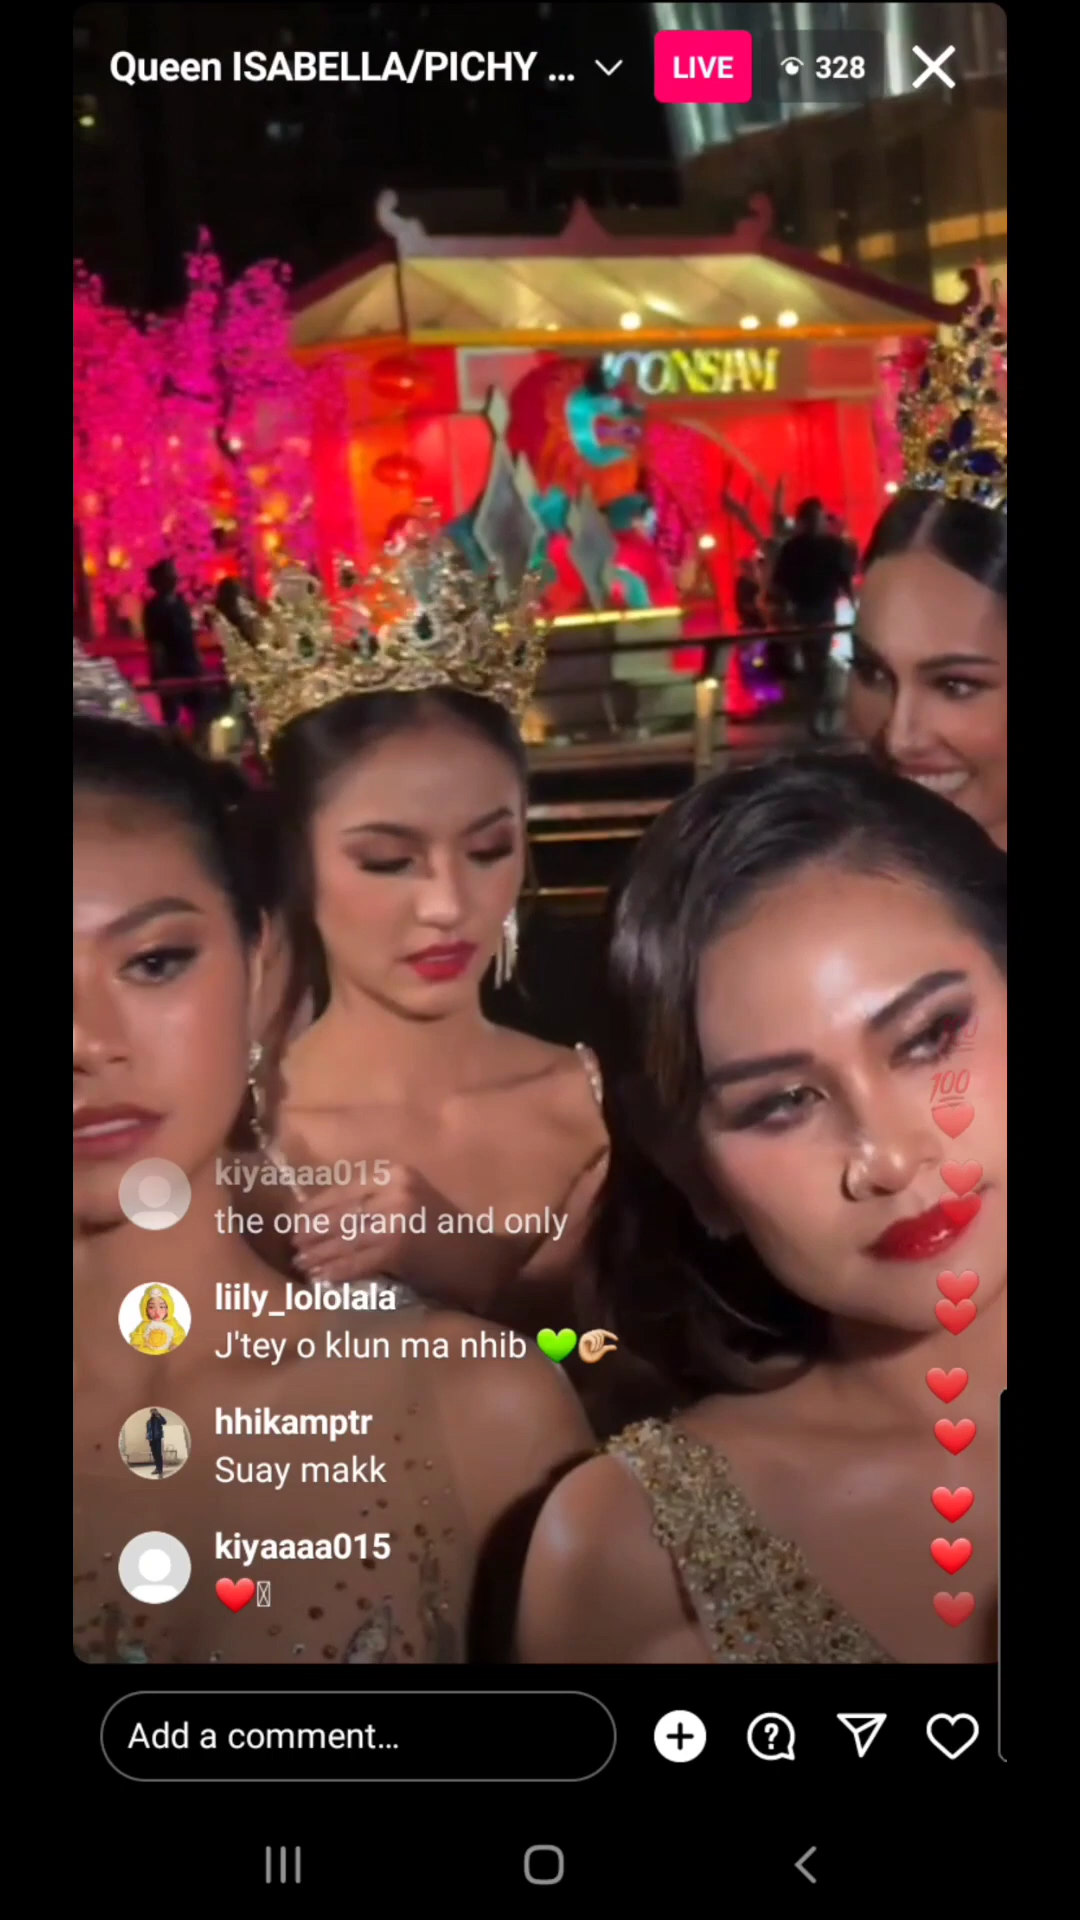 Queen ISABELLA/PICHY ...
LIVE
328
ICONSIAM
100
kiyaaaa015
the one grand and only
liily_lololala
J'tey o klun ma nhib 💚🫴🏼
hhikamptr
Suay makk
kiyaaaa015
❤️
Add a comment...